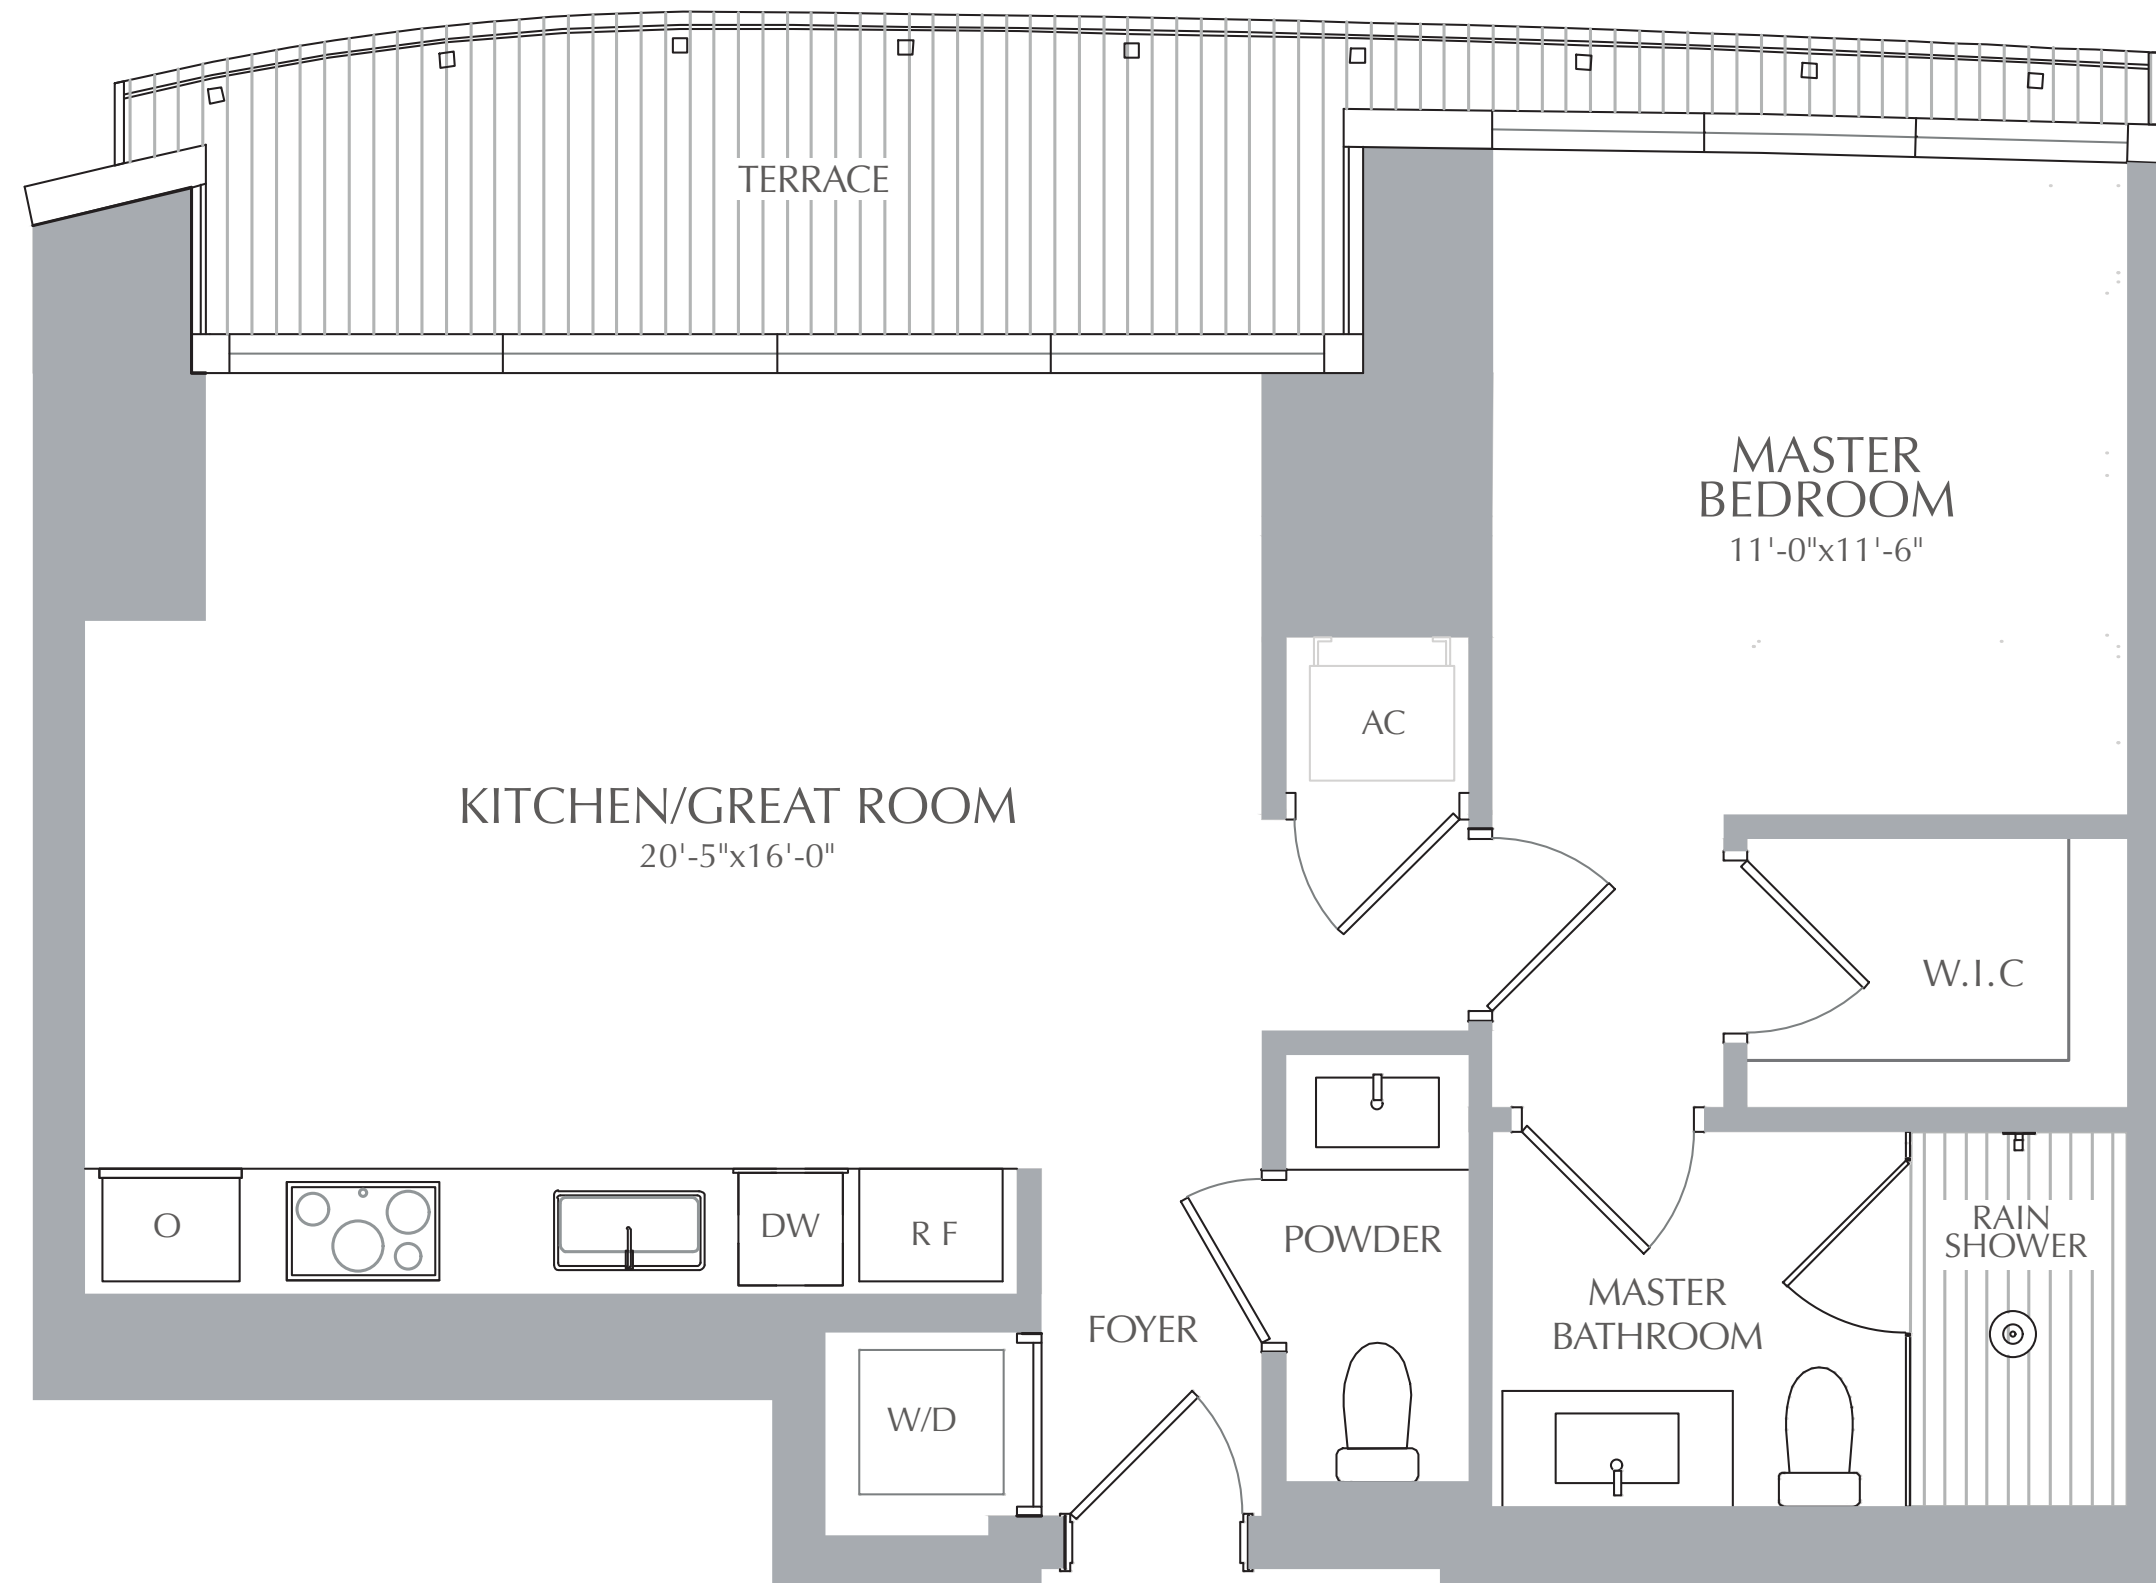 TERRACE
MASTER
BEDROOM
11'-0"x11'-6"
AC
KITCHEN/GREAT ROOM
20'-5"x16'-0"
W.I.C
O
DW
R F
POWDER
RAIN
SHOWER
FOYER
MASTER
BATHROOM
W/D